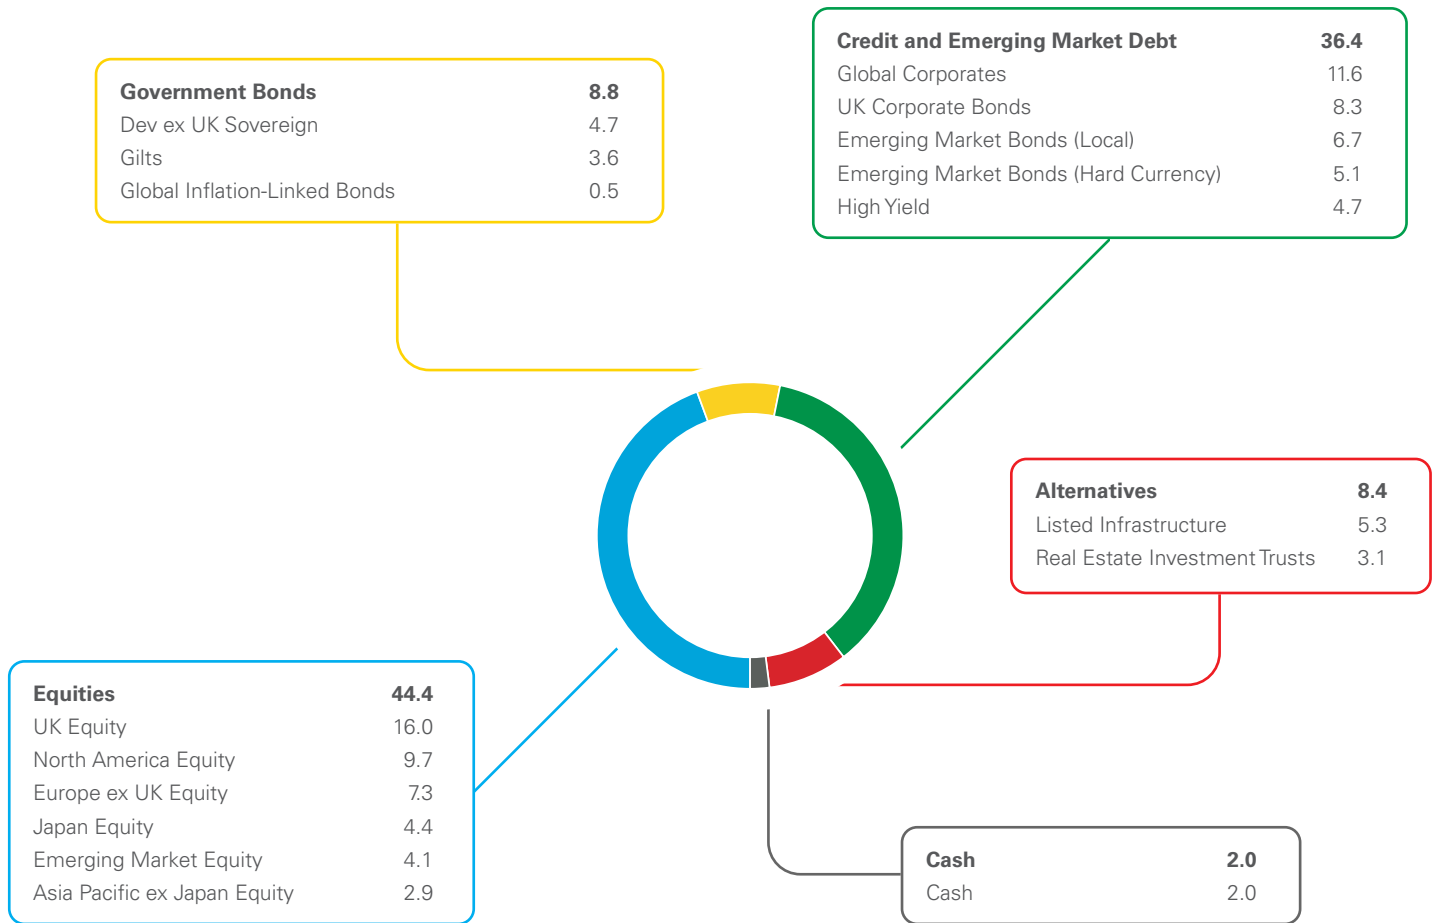 Government Bonds 8.8
Dev ex UK Sovereign 4.7
Gilts 3.6
Global Inflation-Linked Bonds 0.5
Credit and Emerging Market Debt 36.4
Global Corporates 11.6
UK Corporate Bonds 8.3
Emerging Market Bonds (Local) 6.7
Emerging Market Bonds (Hard Currency) 5.1
High Yield 4.7
Alternatives 8.4
Listed Infrastructure 5.3
Real Estate Investment Trusts 3.1
Equities 44.4
UK Equity 16.0
North America Equity 9.7
Europe ex UK Equity 7.3
Japan Equity 4.4
Emerging Market Equity 4.1
Asia Pacific ex Japan Equity 2.9
Cash 2.0
Cash 2.0